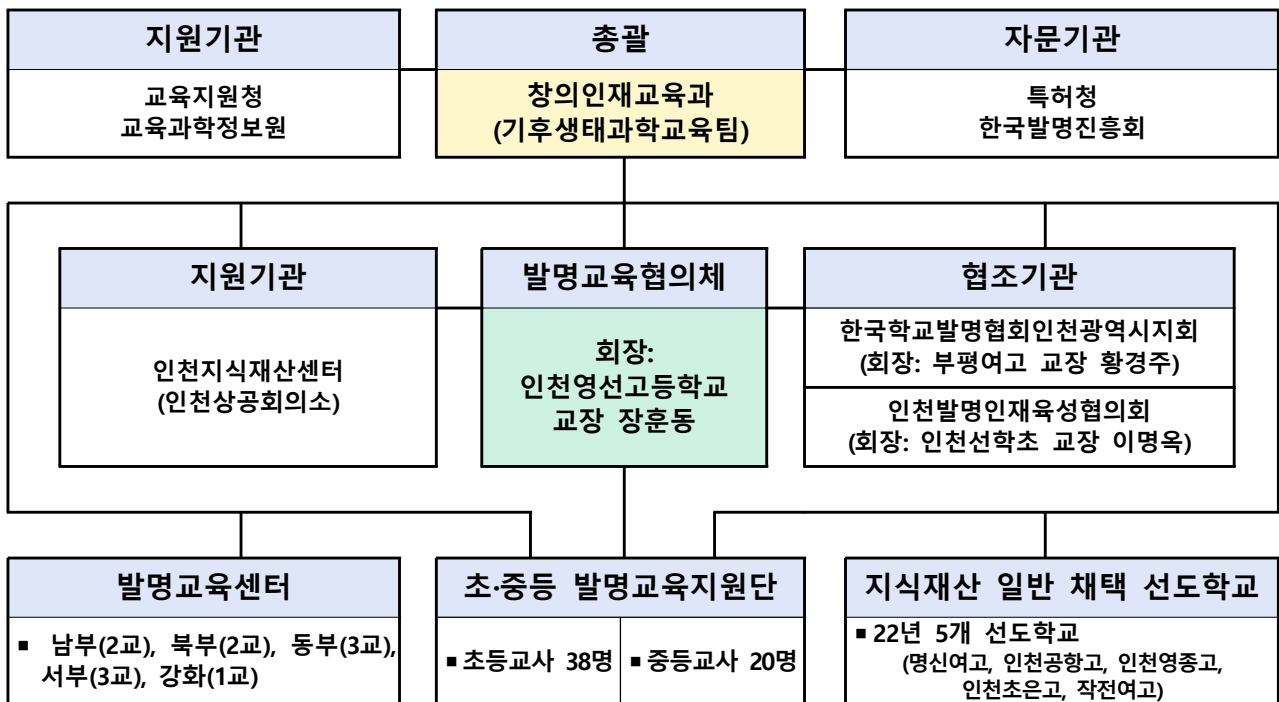 지원기관
교육지원청
교육과학정보원
총괄
창의인재교육과
(기후생태과학교육팀)
자문기관
특허청
한국발명진흥회
지원기관
인천지식재산센터
(인천상공회의소)
발명교육협의체
회장:
인천영선고등학교
교장 장훈동
협조기관
한국학교발명협회인천광역시지회
(회장: 부평여고 교장 황경주)
인천발명인재육성협의회
(회장: 인천선학초 교장 이명옥)
발명교육센터
▪ 남부(2교), 북부(2교), 동부(3교),
서부(3교), 강화(1교)
초·중등 발명교육지원단
▪초등교사 38명
▪중등교사 20명
지식재산 일반 채택 선도학교
▪22년 5개 선도학교
(명신여고, 인천공항고, 인천영종고,
인천초은고, 작전여고)